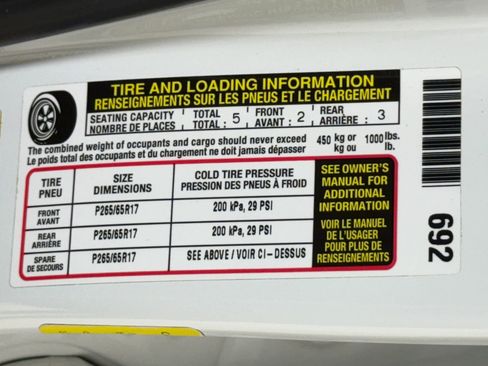 TIRE AND LOADING INFORMATION
RENSEIGNEMENTS SUR LES PNEUS ET LE CHARGEMENT
SEATING CAPACITY TOTAL : 5 FRONT : 2 REAR : 3
NOMBRE DE PLACES TOTAL : AVANT : ARRIÈRE :
The combined weight of occupants and cargo should never exceed 450 kg or 1000 lbs.
Le poids total des occupants et du chargement ne doit jamais dépasser kg ou lb.
TIRE SIZE COLD TIRE PRESSURE
PNEU DIMENSIONS PRESSION DES PNEUS À FROID
FRONT
AVANT P265/65R17 200 kPa, 29 PSI
REAR
ARRIÈRE P265/65R17 200 kPa, 29 PSI
SPARE
DE SECOURS P265/65R17 SEE ABOVE / VOIR CI-DESSUS
SEE OWNER'S
MANUAL FOR
ADDITIONAL
INFORMATION
VOIR LE MANUEL
DE L'USAGER
POUR PLUS DE
RENSEIGNEMENTS
692